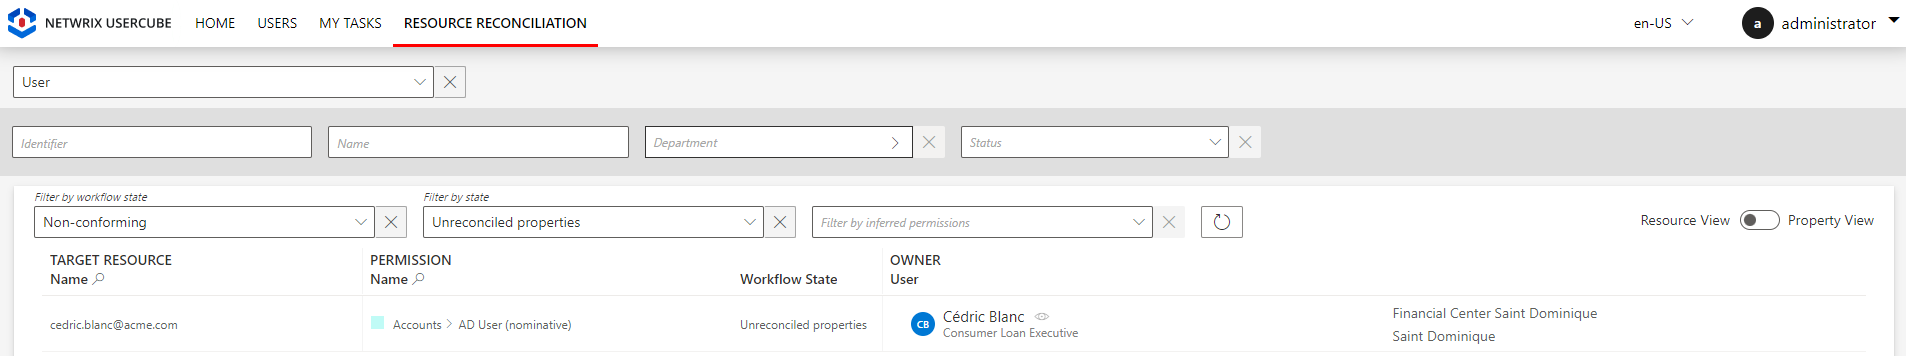 NETWRIX USERCUBE HOME USERS MY TASKS RESOURCE RECONCILIATION en-US a administrator
User
Identifier Name Department Status
Filter by workflow state Filter by state
Non-conforming Unreconciled properties Filter by inferred permissions Resource View Property View
TARGET RESOURCE PERMISSION OWNER
Name Name Workflow State User
cedric.blanc@acme.com Accounts > AD User (nominative) Unreconciled properties CB Cédric Blanc Financial Center Saint Dominique
Consumer Loan Executive Saint Dominique